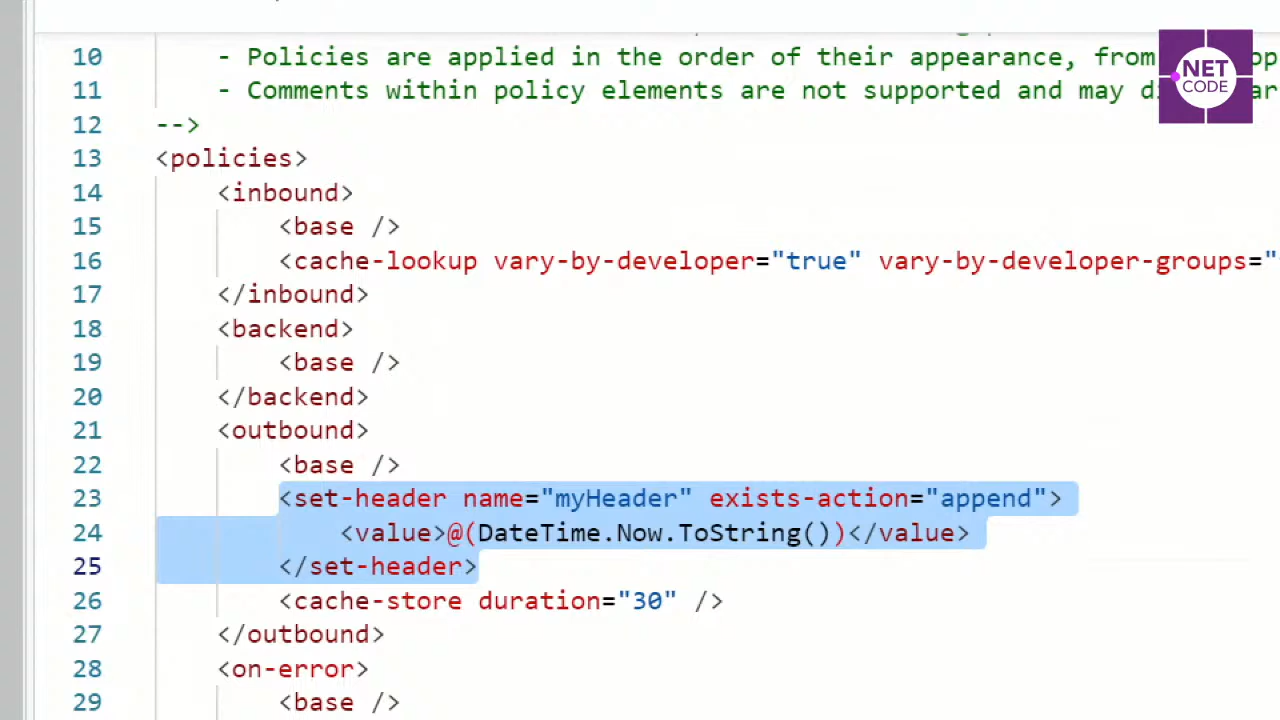 10 - Policies are applied in the order of their appearance, from
11 - Comments within policy elements are not supported and may
12 -->
13 <policies>
14 <inbound>
15 <base />
16 <cache-lookup vary-by-developer="true" vary-by-developer-groups="
17 </inbound>
18 <backend>
19 <base />
20 </backend>
21 <outbound>
22 <base />
23 <set-header name="myHeader" exists-action="append">
24 <value>@(DateTime.Now.ToString())</value>
25 </set-header>
26 <cache-store duration="30" />
27 </outbound>
28 <on-error>
29 <base />
.NET
CODE